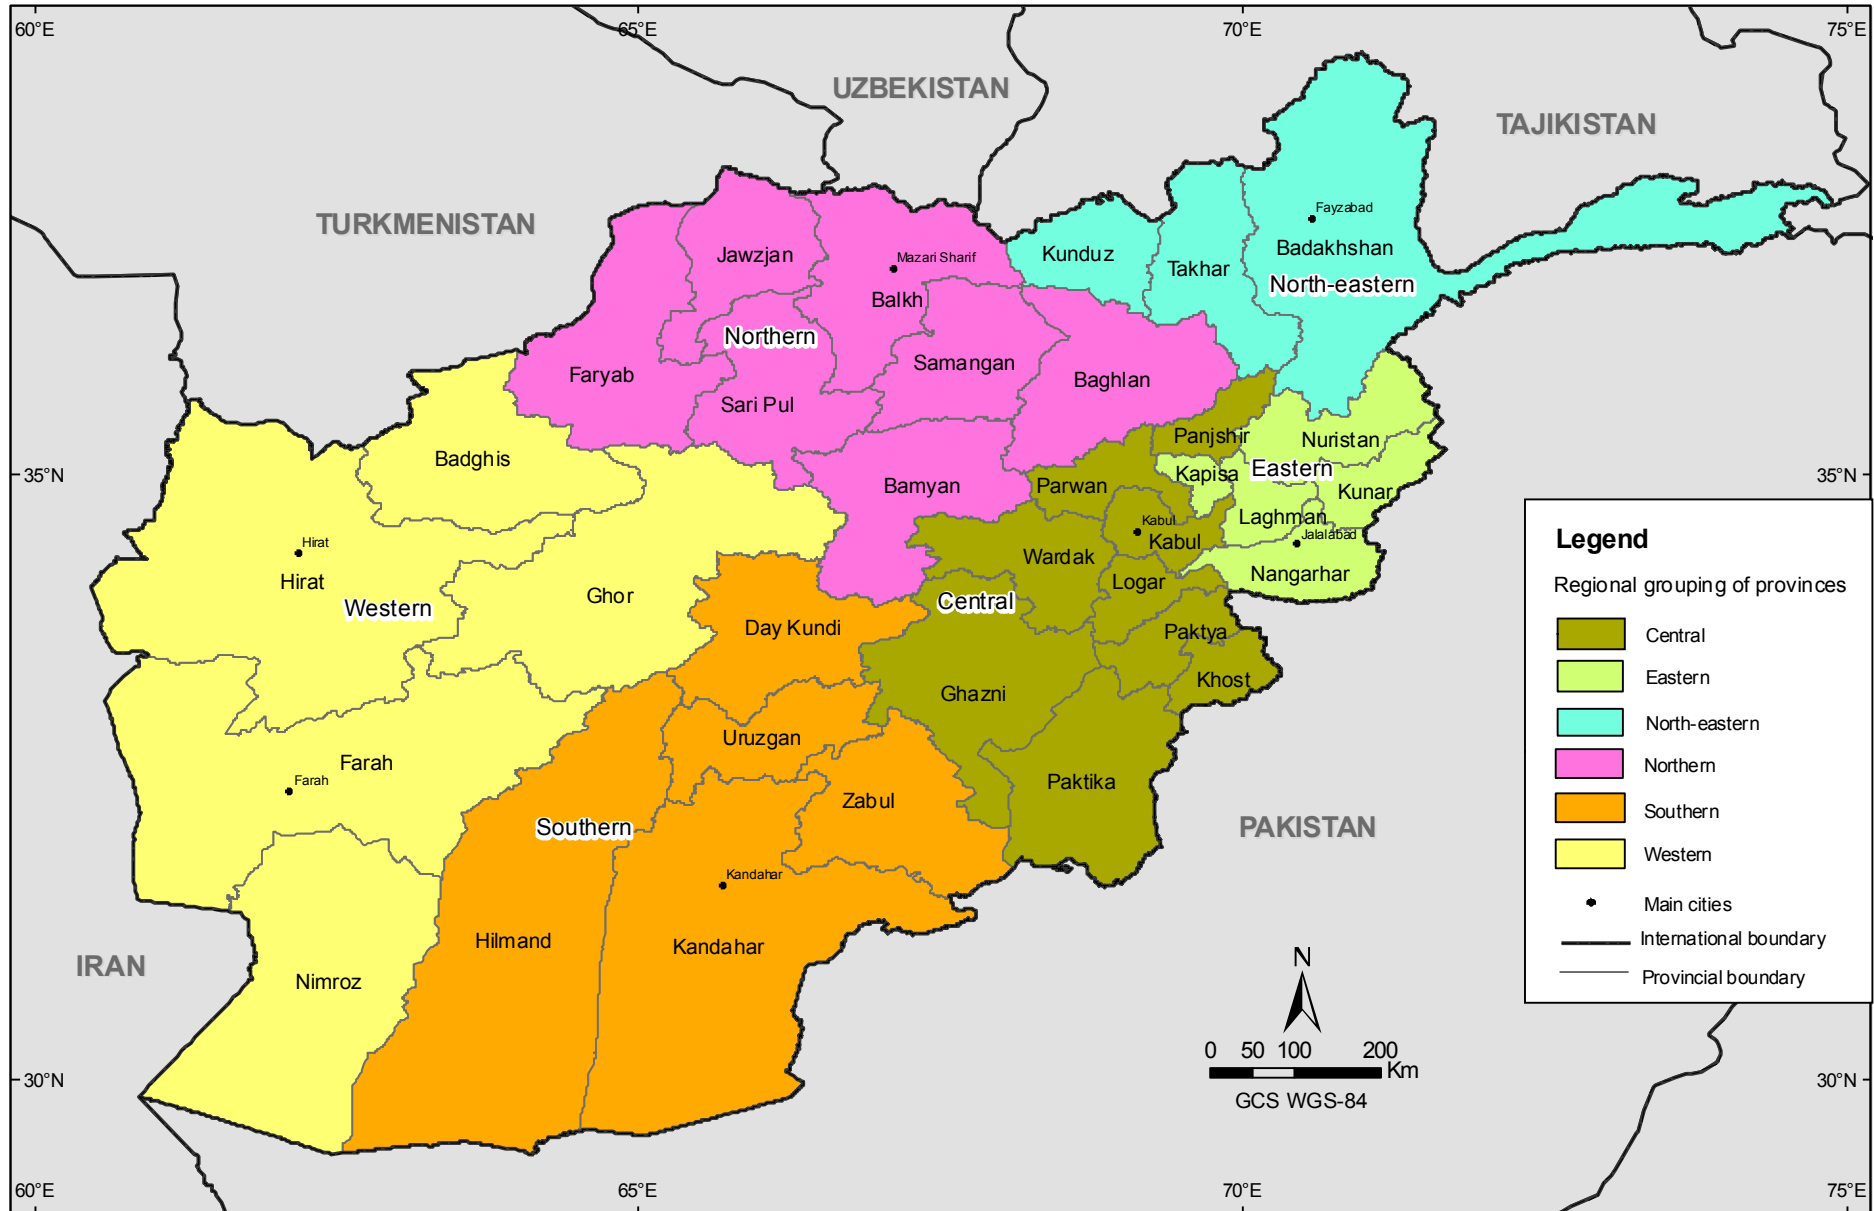 60°E
65°E
70°E
75°E
UZBEKISTAN
TAJIKISTAN
TURKMENISTAN
Fayzabad
Badakhshan
North-eastern
Kunduz
Takhar
Jawzjan
Mazari Sharif
Balkh
Northern
Samangan
Faryab
Baghlan
Sari Pul
Panjshir
Nuristan
Badghis
Eastern
Kapisa
35°N
35°N
Bamyan
Parwan
Kunar
Laghman
Kabul
Kabul
Jalalabad
Hirat
Hirat
Wardak
Logar
Nangarhar
Western
Ghor
Central
Day Kundi
Paktya
Khost
Ghazni
Uruzgan
Farah
Farah
Paktika
Zabul
Southern
PAKISTAN
Kandahar
Hilmand
Kandahar
IRAN
Nimroz
Legend
Regional grouping of provinces
Central
Eastern
North-eastern
Northern
Southern
Western
Main cities
International boundary
Provincial boundary
N
0 50 100 200
Km
GCS WGS-84
30°N
30°N
60°E
65°E
70°E
75°E